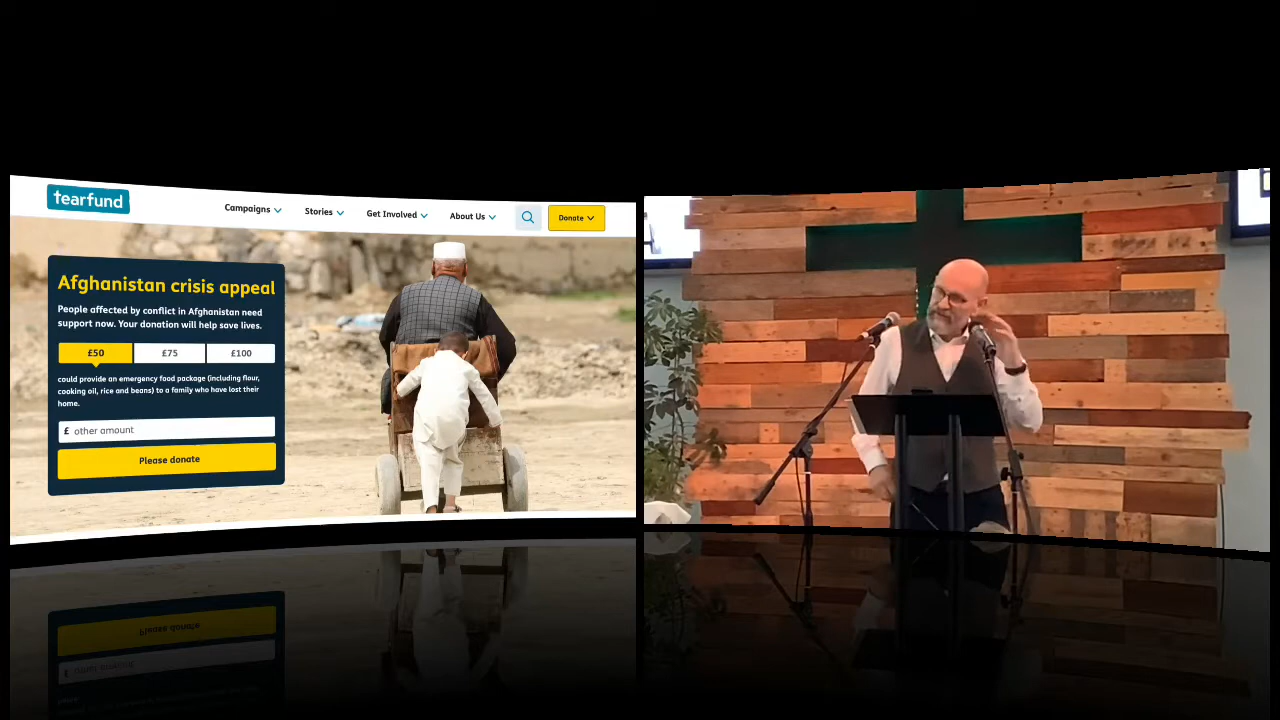 tearfund
Campaigns
Stories
Get Involved
About Us
Donate
Afghanistan crisis appeal
People affected by conflict in Afghanistan need
support now. Your donation will help save lives.
£50
£75
£100
could provide an emergency food package (including flour,
cooking oil, rice and beans) to a family who have lost their
home.
£ other amount
Please donate